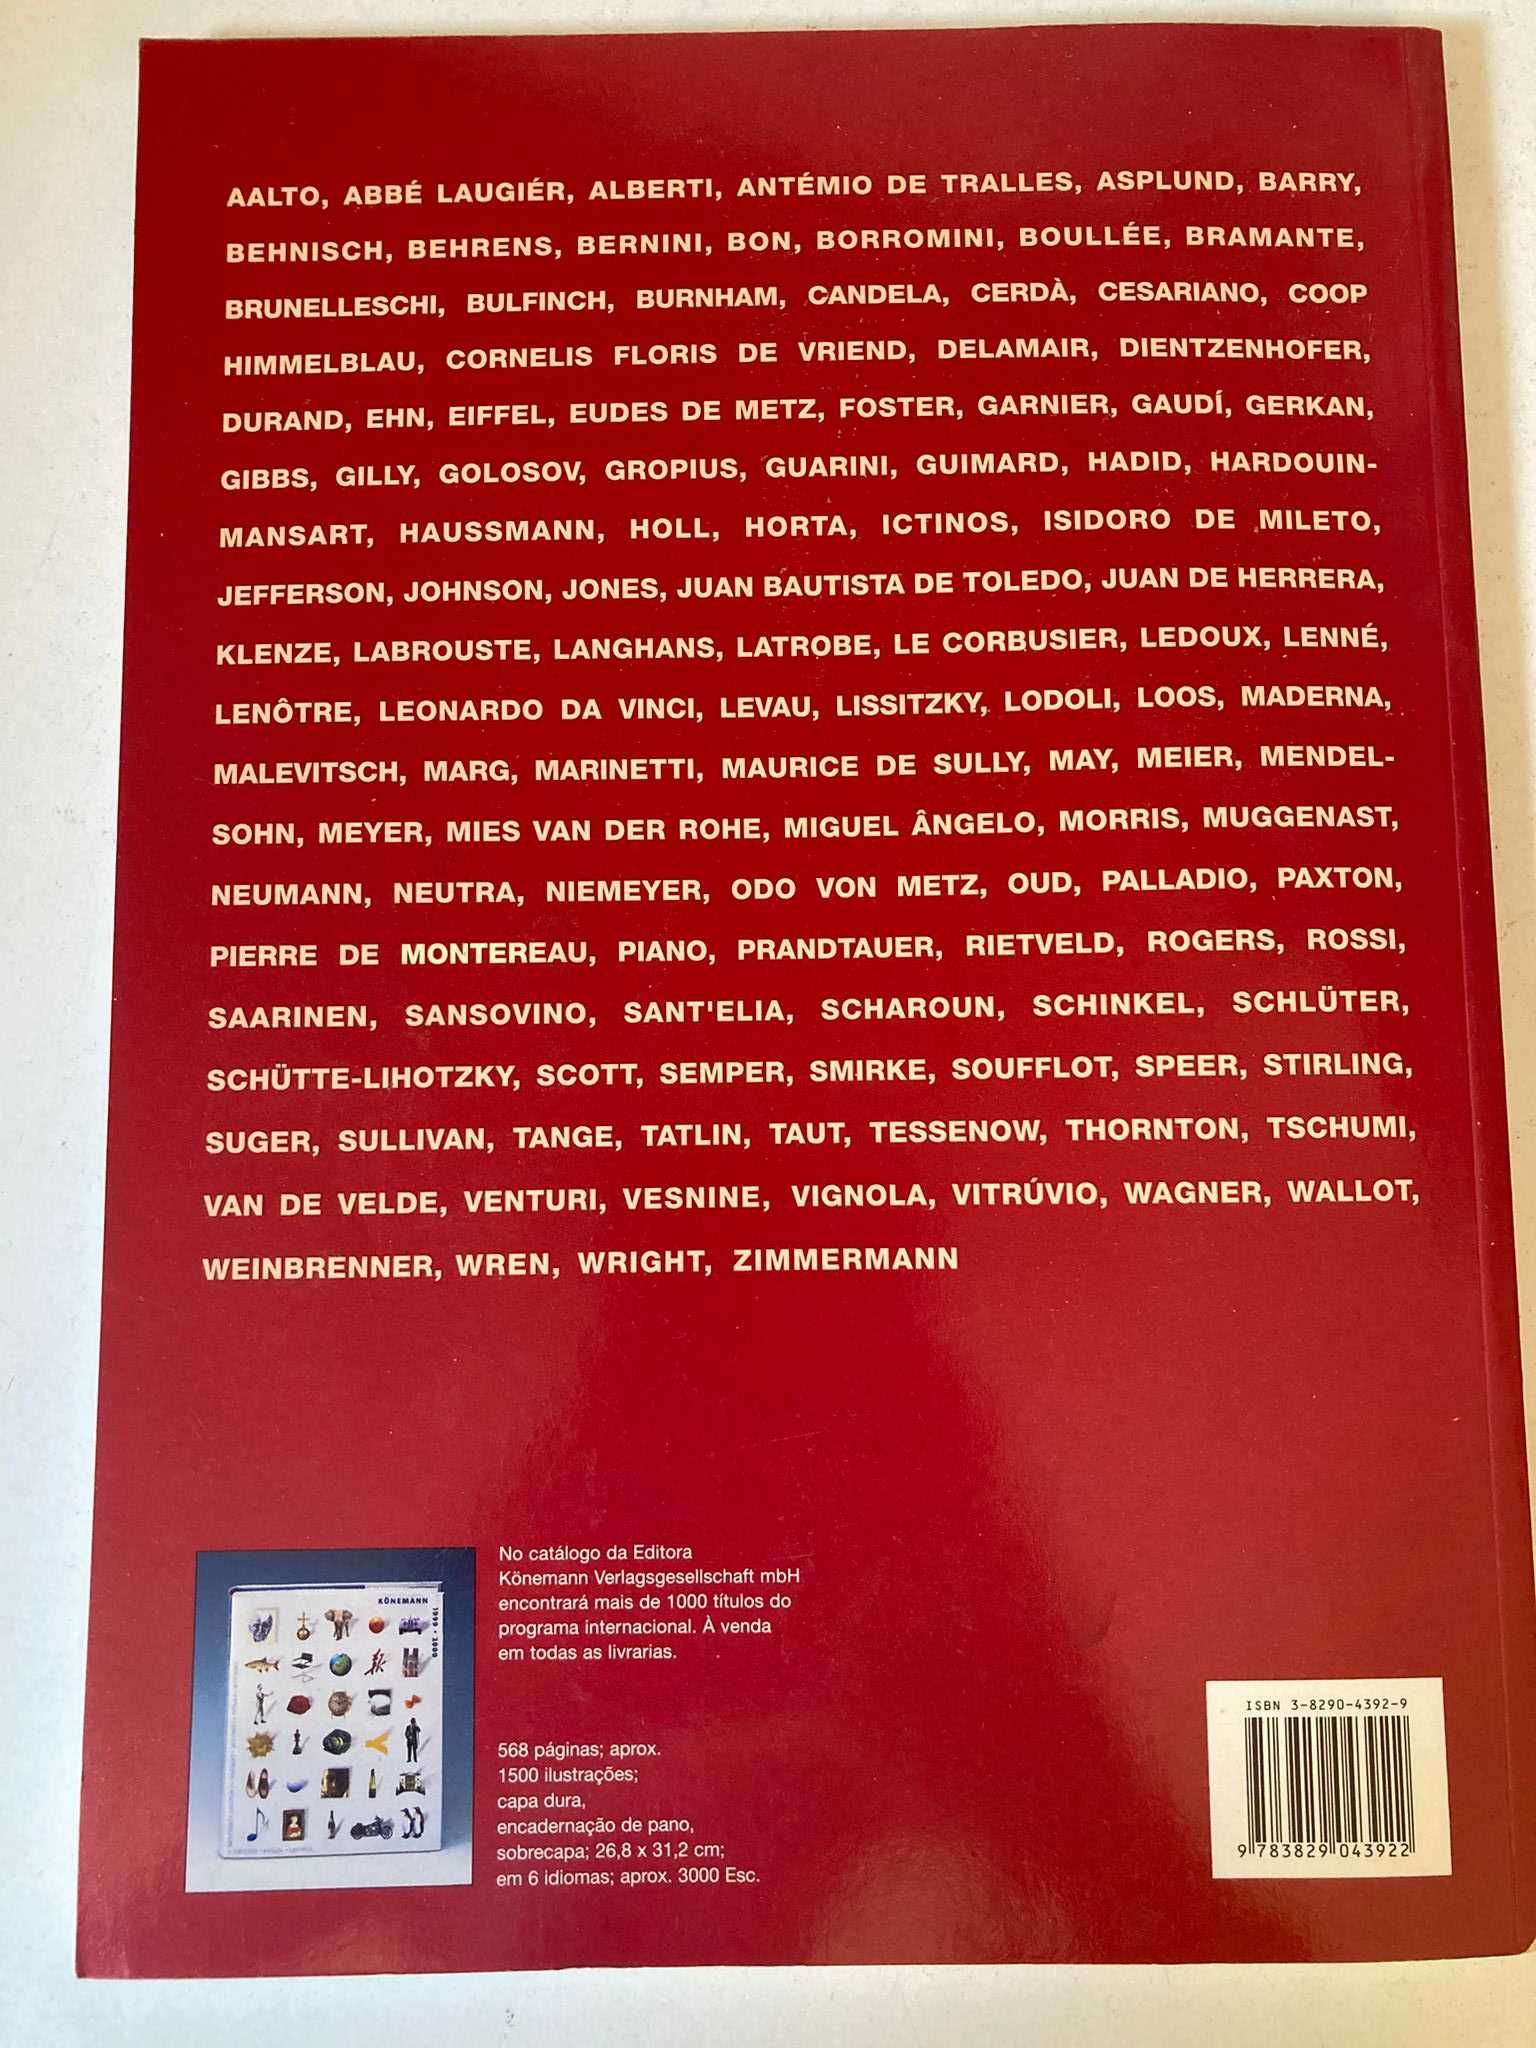 AALTO, ABBÉ LAUGIÉR, ALBERTI, ANTÉMIO DE TRALLES, ASPLUND, BARRY,
BEHNISCH, BEHRENS, BERNINI, BON, BORROMINI, BOULLÉE, BRAMANTE,
BRUNELLESCHI, BULFINCH, BURNHAM, CANDELA, CERDÀ, CESARIANO, COOP
HIMMELBLAU, CORNELIS FLORIS DE VRIEND, DELAMAIR, DIENTZENHOFER,
DURAND, EHN, EIFFEL, EUDES DE METZ, FOSTER, GARNIER, GAUDÍ, GERKAN,
GIBBS, GILLY, GOLOSOV, GROPIUS, GUARINI, GUIMARD, HADID, HARDOUIN-
MANSART, HAUSSMANN, HOLL, HORTA, ICTINOS, ISIDORO DE MILETO,
JEFFERSON, JOHNSON, JONES, JUAN BAUTISTA DE TOLEDO, JUAN DE HERRERA,
KLENZE, LABROUSTE, LANGHANS, LATROBE, LE CORBUSIER, LEDOUX, LENNÉ,
LENÔTRE, LEONARDO DA VINCI, LEVAU, LISSITZKY, LODOLI, LOOS, MADERNA,
MALEVITSCH, MARG, MARINETTI, MAURICE DE SULLY, MAY, MEIER, MENDEL-
SOHN, MEYER, MIES VAN DER ROHE, MIGUEL ÂNGELO, MORRIS, MUGGENAST,
NEUMANN, NEUTRA, NIEMEYER, ODO VON METZ, OUD, PALLADIO, PAXTON,
PIERRE DE MONTEREAU, PIANO, PRANDTAUER, RIETVELD, ROGERS, ROSSI,
SAARINEN, SANSOVINO, SANT'ELIA, SCHAROUN, SCHINKEL, SCHLÜTER,
SCHÜTTE-LIHOTZKY, SCOTT, SEMPER, SMIRKE, SOUFFLOT, SPEER, STIRLING,
SUGER, SULLIVAN, TANGE, TATLIN, TAUT, TESSENOW, THORNTON, TSCHUMI,
VAN DE VELDE, VENTURI, VESNINE, VIGNOLA, VITRÚVIO, WAGNER, WALLOT,
WEINBRENNER, WREN, WRIGHT, ZIMMERMANN
KÖNEMANN
1999 • 2000
No catálogo da Editora
Könemann Verlagsgesellschaft mbH
encontrará mais de 1000 títulos do
programa internacional. À venda
em todas as livrarias.
568 páginas; aprox.
1500 ilustrações;
capa dura,
encadernação de pano,
sobrecapa; 26,8 x 31,2 cm;
em 6 idiomas; aprox. 3000 Esc.
ISBN 3-8290-4392-9
9 783829 043922